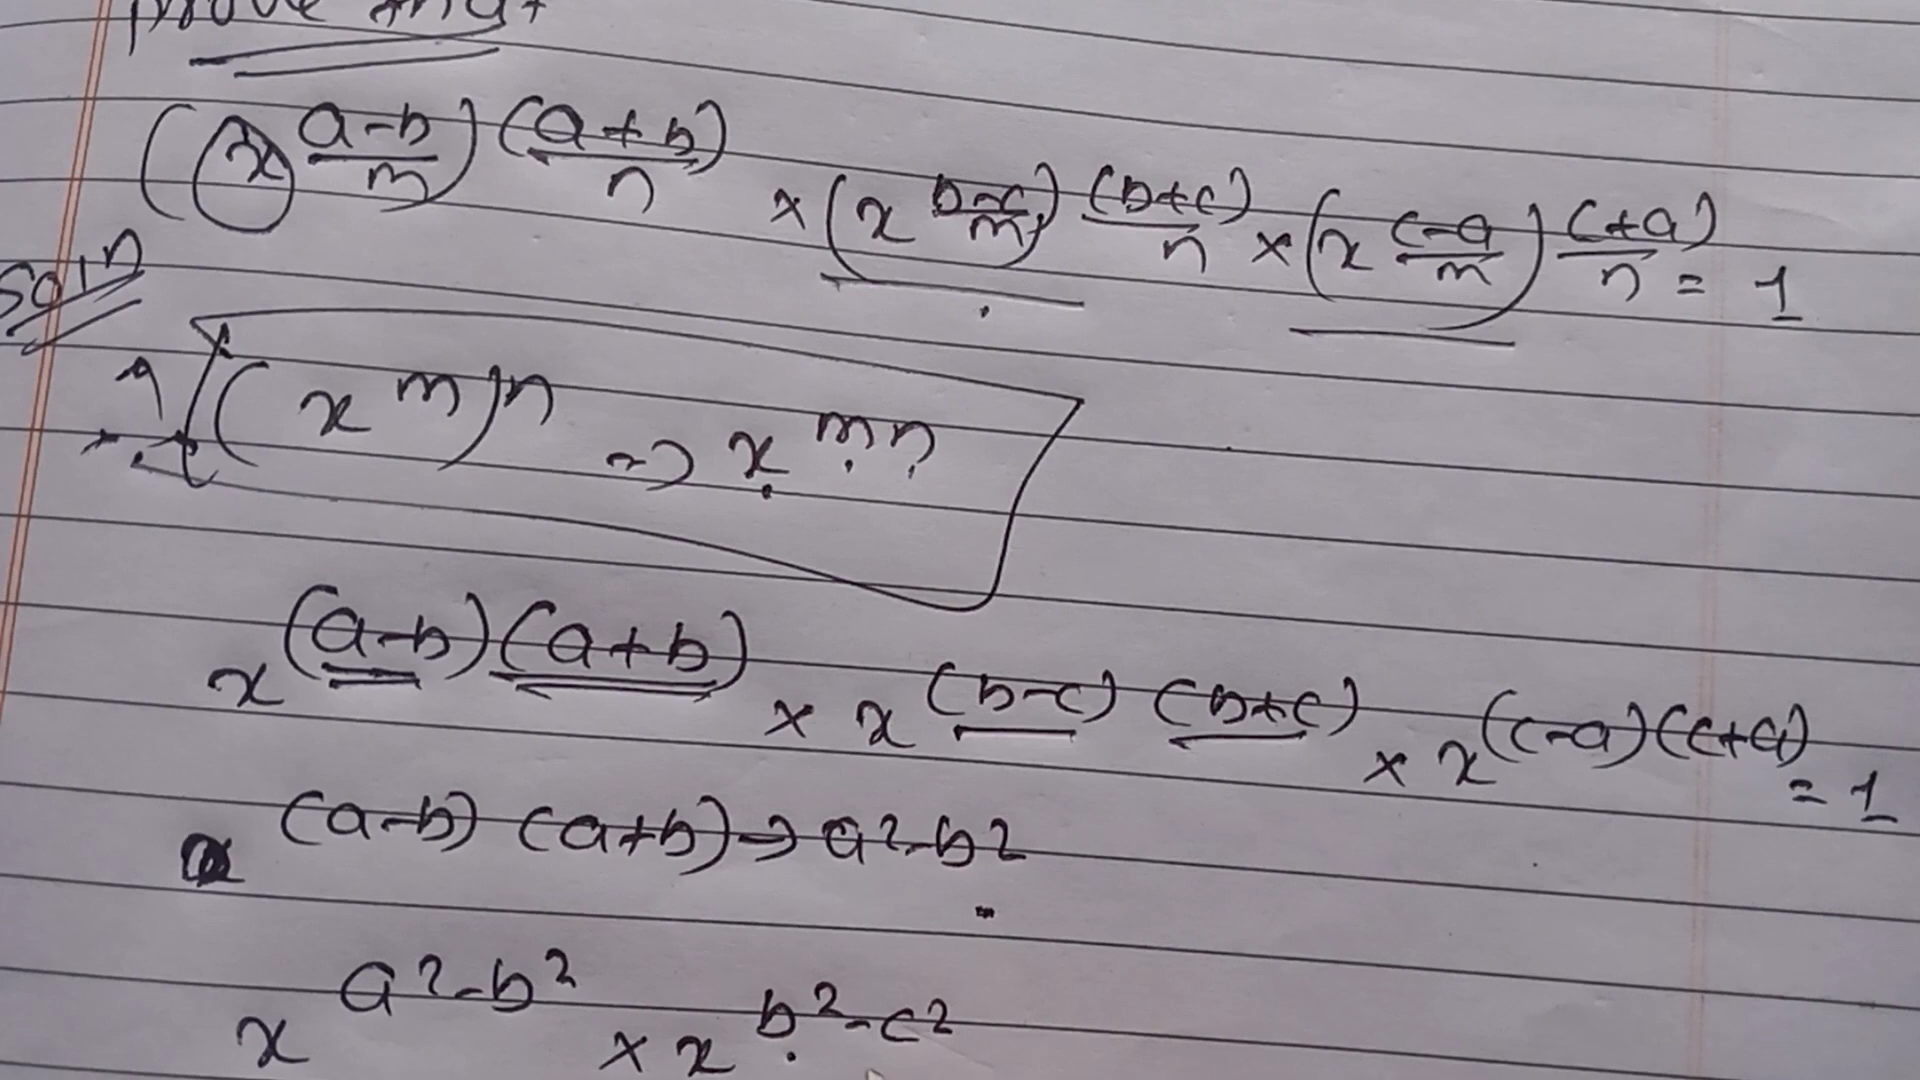 prove that
(x^(a-b)/m)^(a+b)/n × (x^(b-c)/m)^(b+c)/n × (x^(c-a)/m)^(c+a)/n = 1
Soln
(x^m)^n => x^mn
x^(a-b)(a+b) × x^(b-c)(b+c) × x^(c-a)(c+a) = 1
(a-b) (a+b) → a²-b²
x^a²-b² × x^b²-c²